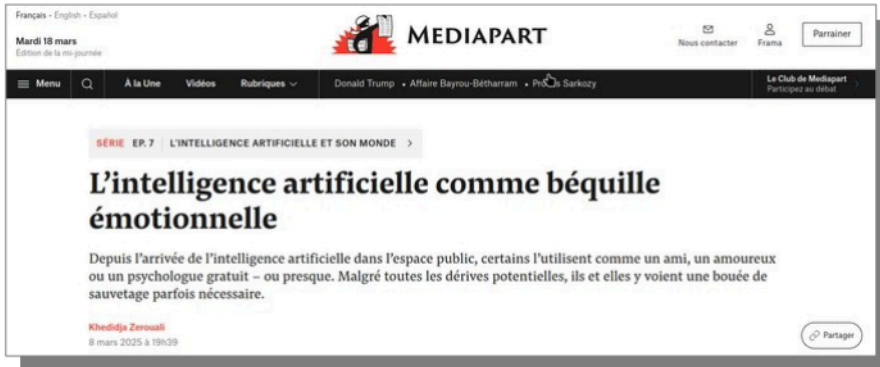 Français - English - Español
Mardi 18 mars
Édition de la mi-journée
MEDIAPART
Nous contacter
Frama
Parrainer
Menu
À la Une
Vidéos
Rubriques
Donald Trump • Affaire Bayrou-Bétharram • Sarkozy
Le Club de Mediapart
Participez au débat
SÉRIE EP. 7 L'INTELLIGENCE ARTIFICIELLE ET SON MONDE >
L'intelligence artificielle comme béquille
émotionnelle
Depuis l'arrivée de l'intelligence artificielle dans l'espace public, certains l'utilisent comme un ami, un amoureux
ou un psychologue gratuit – ou presque. Malgré toutes les dérives potentielles, ils et elles y voient une bouée de
sauvetage parfois nécessaire.
Khedidja Zerouali
8 mars 2025 à 19h39
Partager